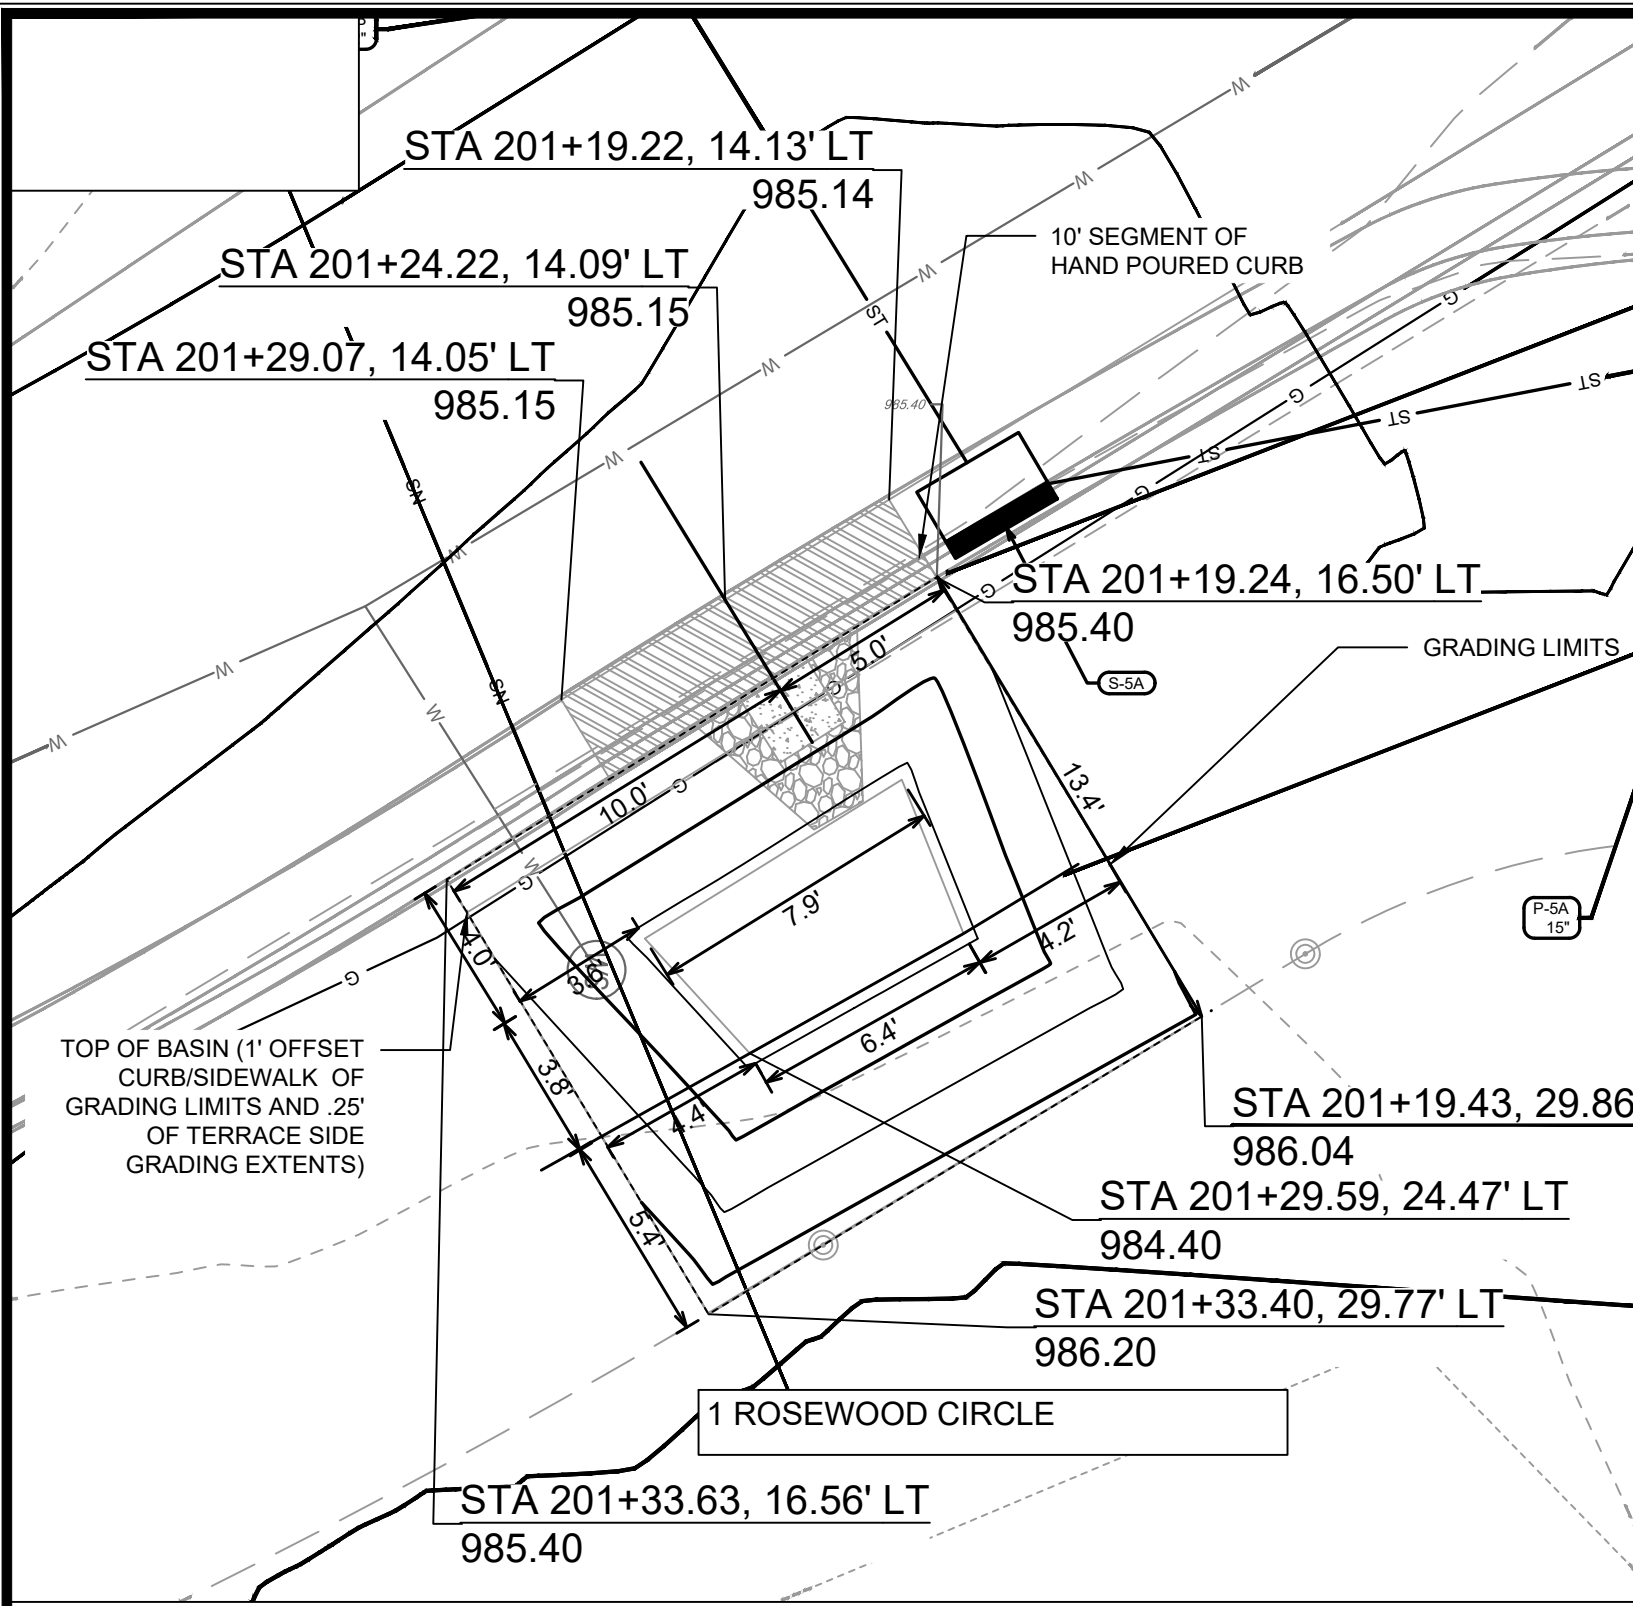 STA 201+19.22, 14.13' LT
985.14
STA 201+24.22, 14.09' LT
985.15
STA 201+29.07, 14.05' LT
985.15
10' SEGMENT OF
HAND POURED CURB
W
W
W
W
W
W
W
W
W
W
ST
ST
ST
ST
G
G
G
G
G
G
G
G
985.40
STA 201+19.24, 16.50' LT
985.40
S-5A
GRADING LIMITS
5.0'
10.0'
13.4'
7.9'
4.2'
4.0'
3.6'
6.4'
3.8'
4.4'
5.4'
P-5A
15"
TOP OF BASIN (1' OFFSET
CURB/SIDEWALK OF
GRADING LIMITS AND .25'
OF TERRACE SIDE
GRADING EXTENTS)
STA 201+19.43, 29.86
986.04
STA 201+29.59, 24.47' LT
984.40
STA 201+33.40, 29.77' LT
986.20
1 ROSEWOOD CIRCLE
STA 201+33.63, 16.56' LT
985.40